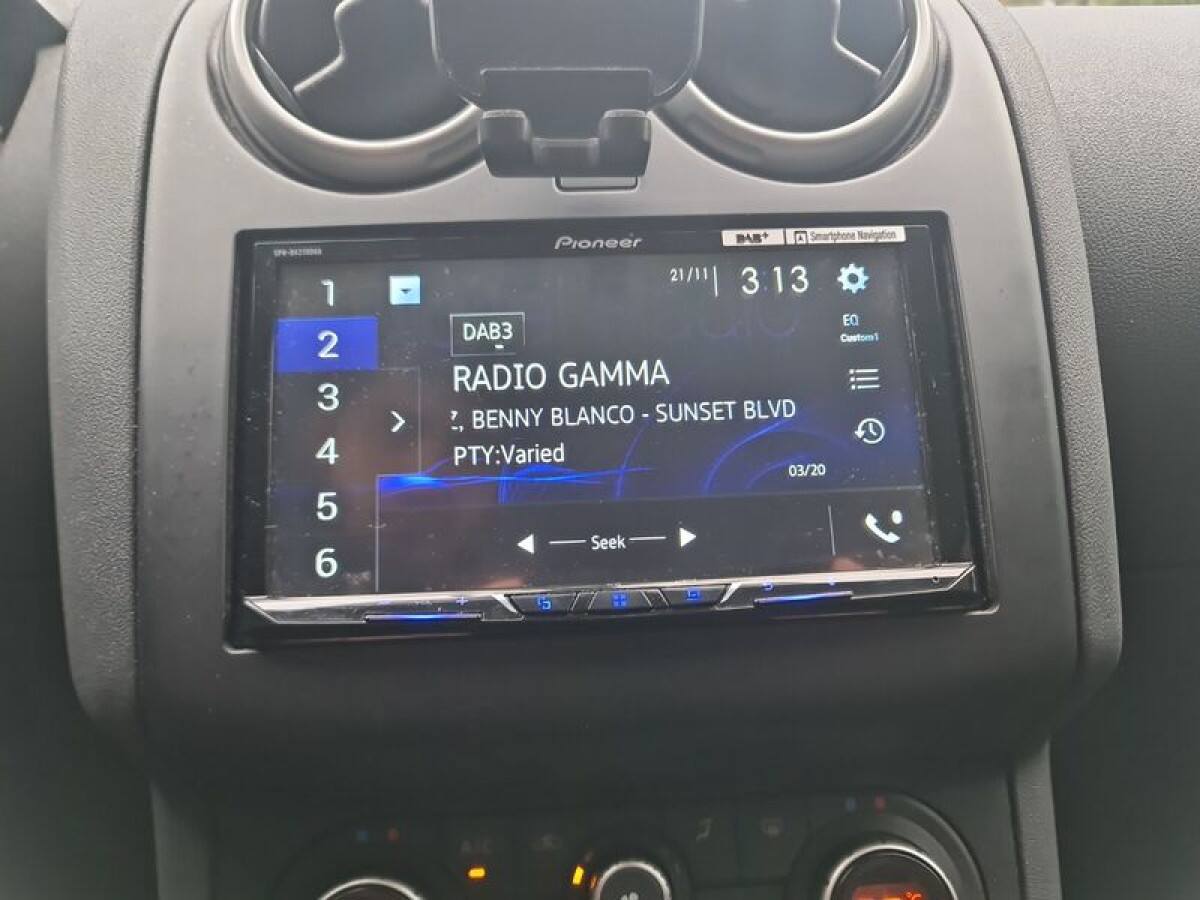 Pioneer
DAB+
Smartphone Navigation
21/11
3:13
1
2
3
4
5
6
DAB3
EQ
Custom1
RADIO GAMMA
Z, BENNY BLANCO - SUNSET BLVD
PTY:Varied
03/20
Seek
A/C
°C